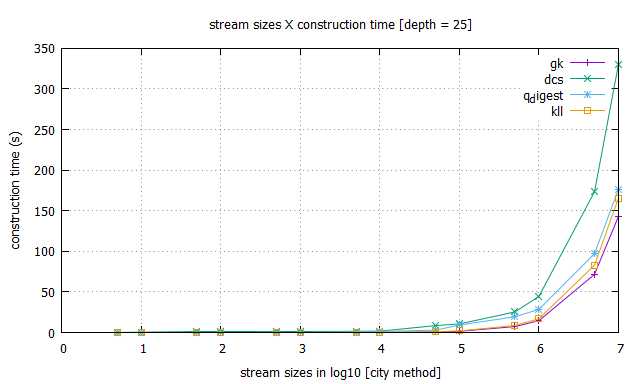 stream sizes X construction time [depth = 25]
350
300
250
200
150
100
50
0
construction time (s)
gk
dcs
q_digest
kll
0 1 2 3 4 5 6 7
stream sizes in log10 [city method]